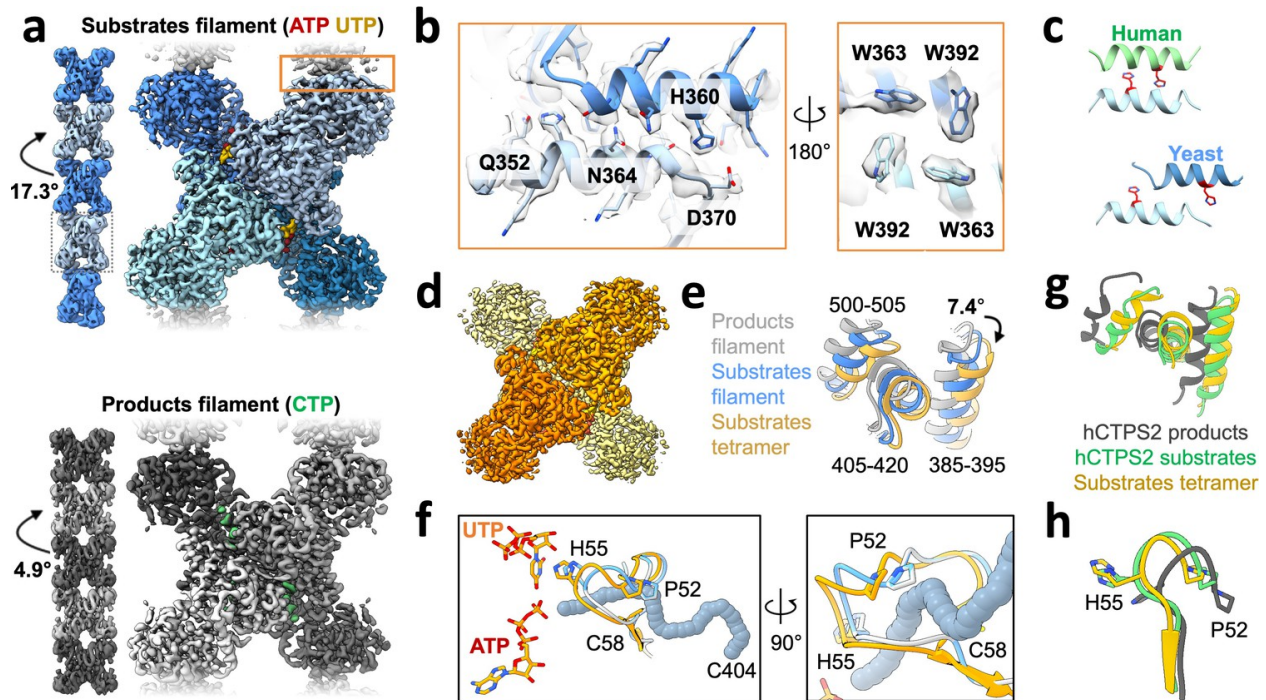 a
Substrates filament (ATP UTP)
17.3°
Products filament (CTP)
4.9°
b
H360
Q352
N364
D370
180°
W363 W392
W392 W363
c
Human
Yeast
d
e
Products
filament
Substrates
filament
Substrates
tetramer
500-505
7.4°
405-420 385-395
f
UTP
H55
P52
ATP
C58
C404
90°
P52
H55
C58
g
hCTPS2 products
hCTPS2 substrates
Substrates tetramer
h
H55
P52